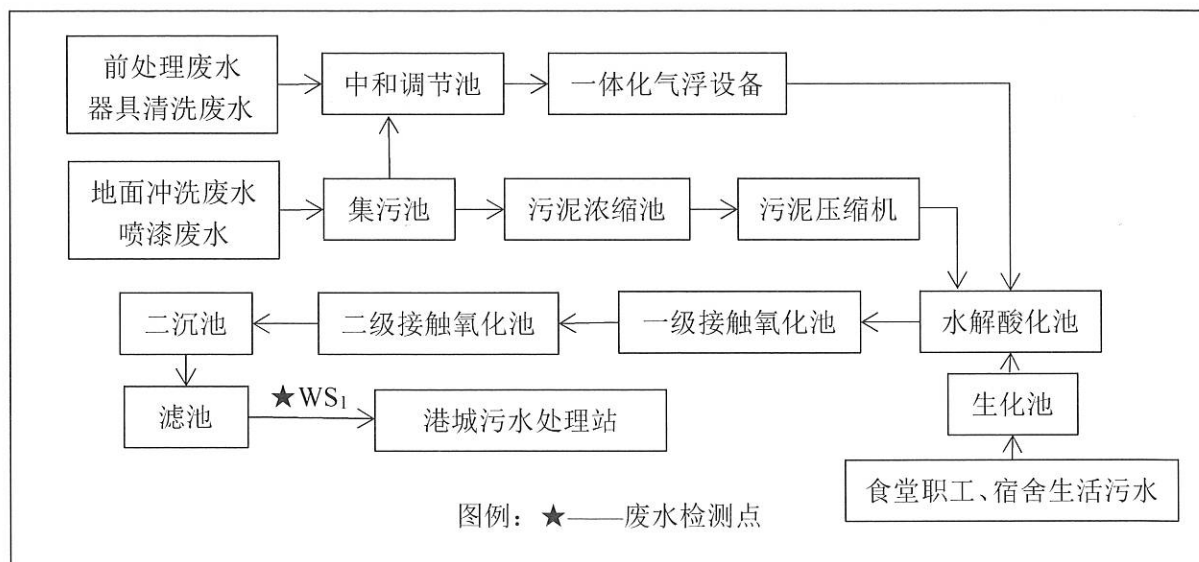 前处理废水
器具清洗废水
中和调节池
一体化气浮设备
地面冲洗废水
喷漆废水
集污池
污泥浓缩池
污泥压缩机
二沉池
二级接触氧化池
一级接触氧化池
水解酸化池
滤池
★WS₁
港城污水处理站
生化池
食堂职工、宿舍生活污水
图例：★——废水检测点